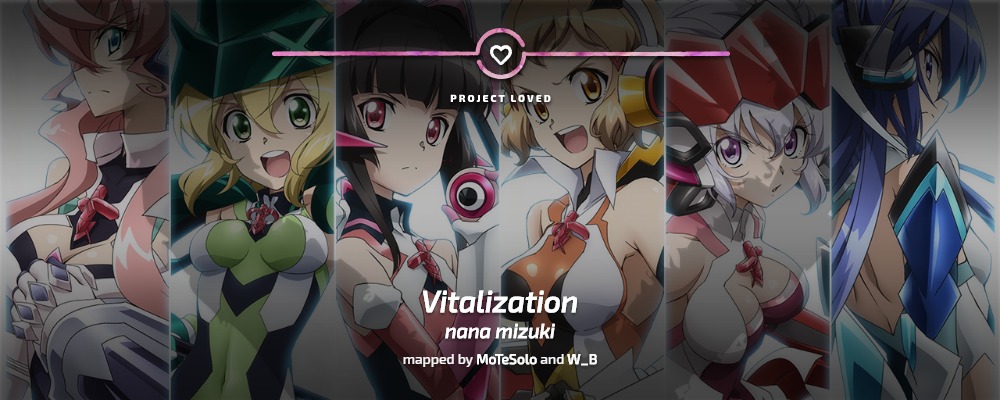 PROJECT LOVED
Vitalization
nana mizuki
mapped by MoTeSolo and W_B